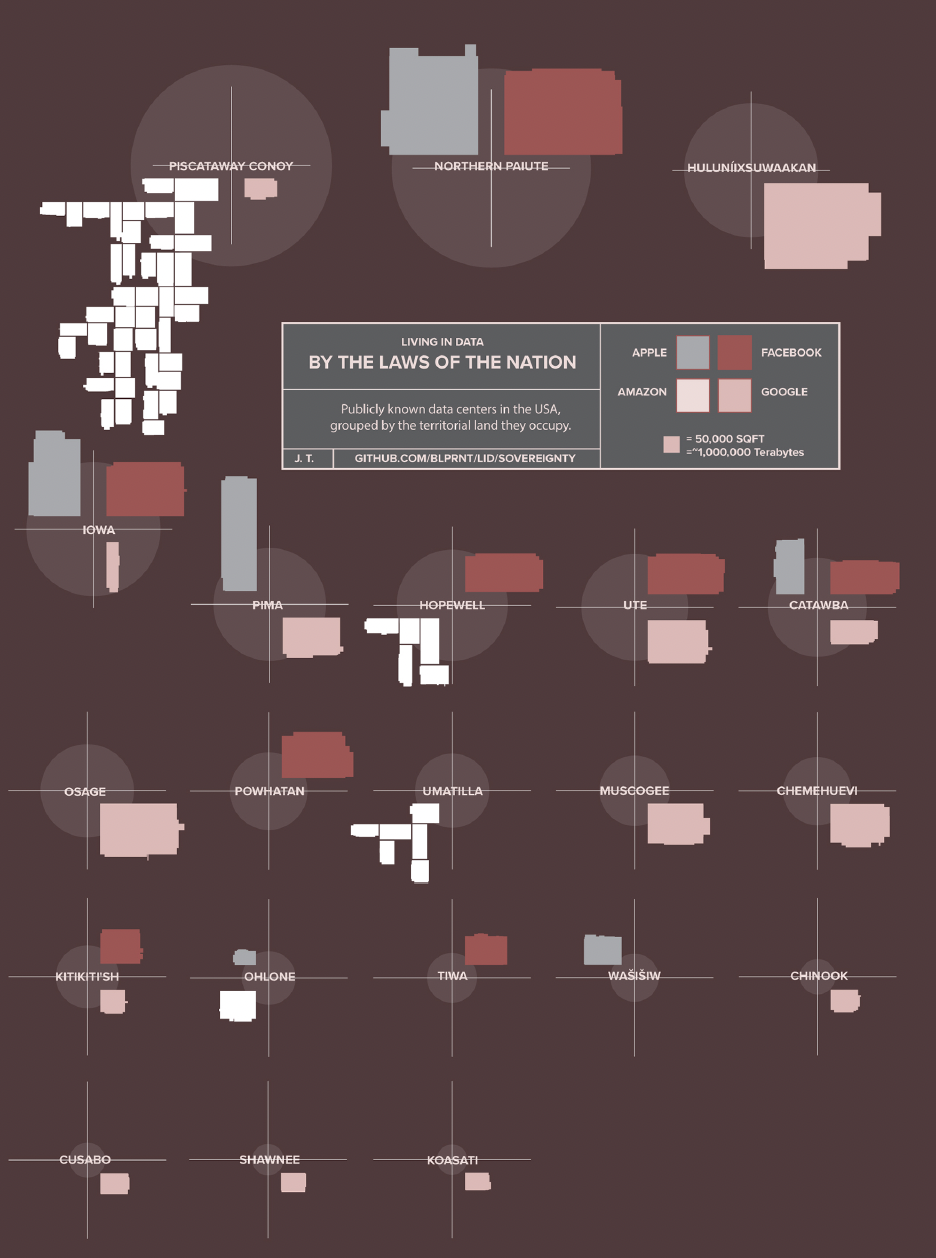 PISCATAWAY CONOY
NORTHERN PAIUTE
HULUNÍIXSUWAAKAN
LIVING IN DATA
BY THE LAWS OF THE NATION
Publicly known data centers in the USA,
grouped by the territorial land they occupy.
J. T.
GITHUB.COM/BLPRNT/LID/SOVEREIGNTY
APPLE
FACEBOOK
AMAZON
GOOGLE
= 50,000 SQFT
=~1,000,000 Terabytes
IOWA
PIMA
HOPEWELL
UTE
CATAWBA
OSAGE
POWHATAN
UMATILLA
MUSCOGEE
CHEMEHUEVI
KITIKITI'SH
OHLONE
TIWA
WAŠIŠIW
CHINOOK
CUSABO
SHAWNEE
KOASATI